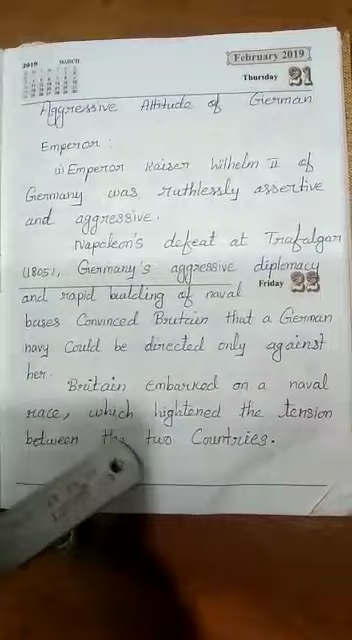 2019 MARCH
February 2019
Thursday 21
Aggressive Attitude of German
Emperor :
(i) Emperor Kaiser Wilhelm II of
Germany was ruthlessly assertive
and aggressive.
Napoleon's defeat at Trafalgar
(1805), Germany's aggressive diplomacy
Friday 22
and rapid building of naval
bases Convinced Britain that a German
navy Could be directed only against
her.
Britain Embarked on a naval
race, which hightened the tension
between the two Countries.